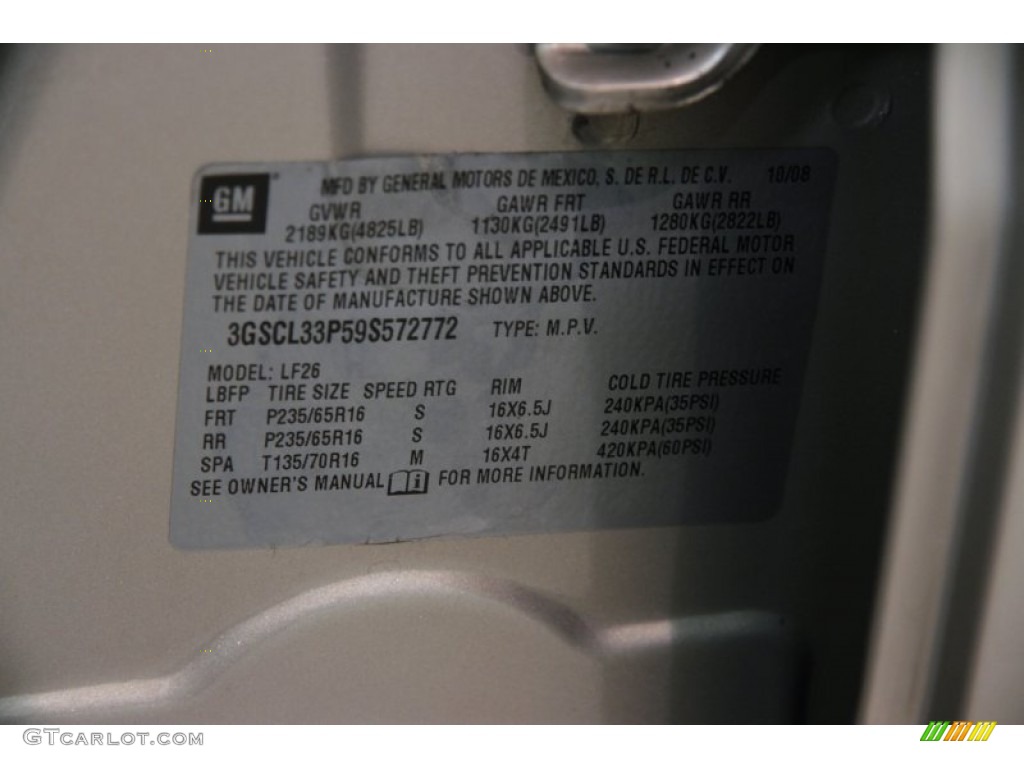 GM MFD BY GENERAL MOTORS DE MEXICO, S. DE R.L. DE C.V. 10/08
GVWR GAWR FRT GAWR RR
2189KG(4825LB) 1130KG(2491LB) 1280KG(2822LB)
THIS VEHICLE CONFORMS TO ALL APPLICABLE U.S. FEDERAL MOTOR
VEHICLE SAFETY AND THEFT PREVENTION STANDARDS IN EFFECT ON
THE DATE OF MANUFACTURE SHOWN ABOVE.
3GSCL33P59S572772 TYPE: M.P.V.
MODEL: LF26
LBFP TIRE SIZE SPEED RTG RIM COLD TIRE PRESSURE
FRT P235/65R16 S 16X6.5J 240KPA(35PSI)
RR P235/65R16 S 16X6.5J 240KPA(35PSI)
SPA T135/70R16 M 16X4T 420KPA(60PSI)
SEE OWNER'S MANUAL i FOR MORE INFORMATION.
GTCarLot.com